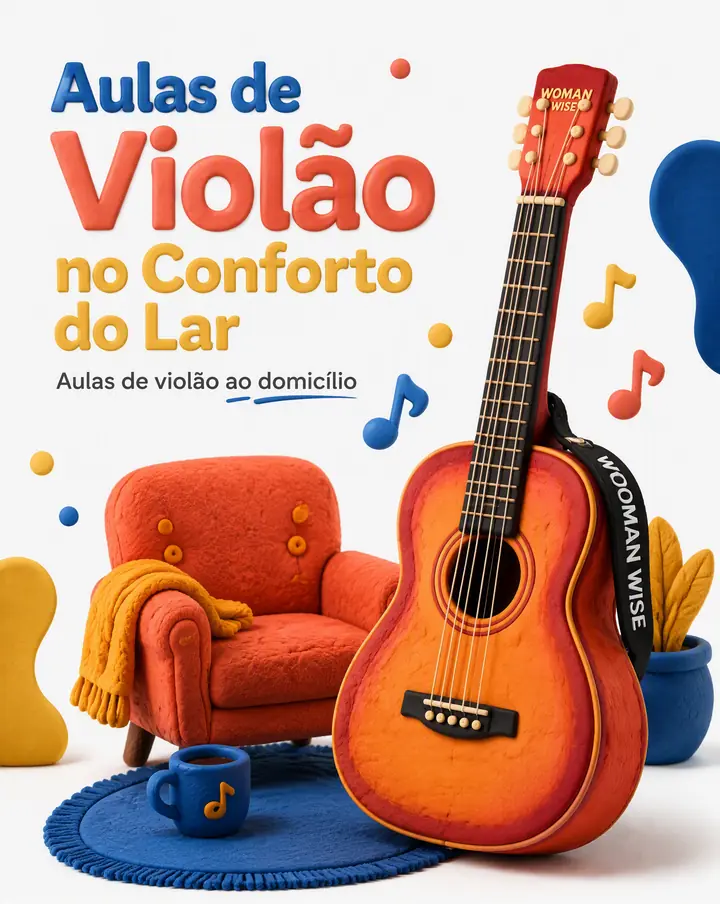 Aulas de
Violão
no Conforto
do Lar
Aulas de violão ao domicílio
WOMAN
WISE
WOOMAN WISE